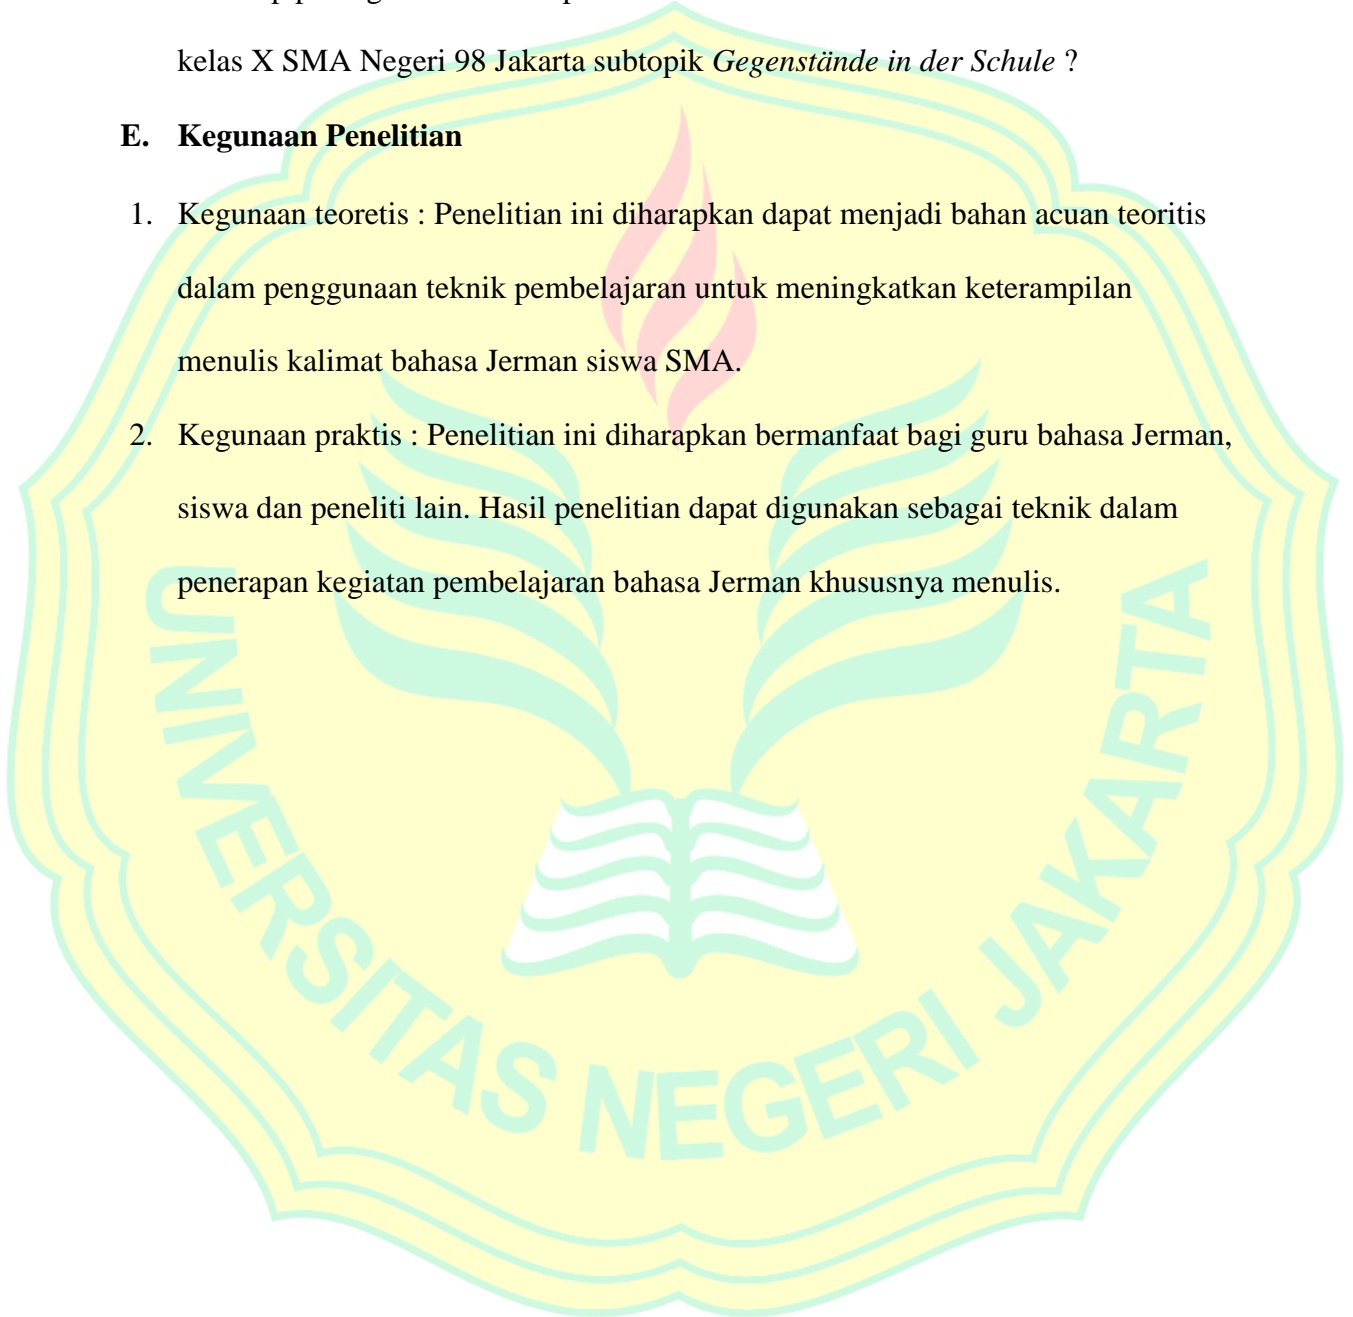 kelas X SMA Negeri 98 Jakarta subtopik Gegenstände in der Schule ?
E. Kegunaan Penelitian
1. Kegunaan teoretis : Penelitian ini diharapkan dapat menjadi bahan acuan teoritis
dalam penggunaan teknik pembelajaran untuk meningkatkan keterampilan
menulis kalimat bahasa Jerman siswa SMA.
2. Kegunaan praktis : Penelitian ini diharapkan bermanfaat bagi guru bahasa Jerman,
siswa dan peneliti lain. Hasil penelitian dapat digunakan sebagai teknik dalam
penerapan kegiatan pembelajaran bahasa Jerman khususnya menulis.
UNIVERSITAS NEGERI JAKARTA